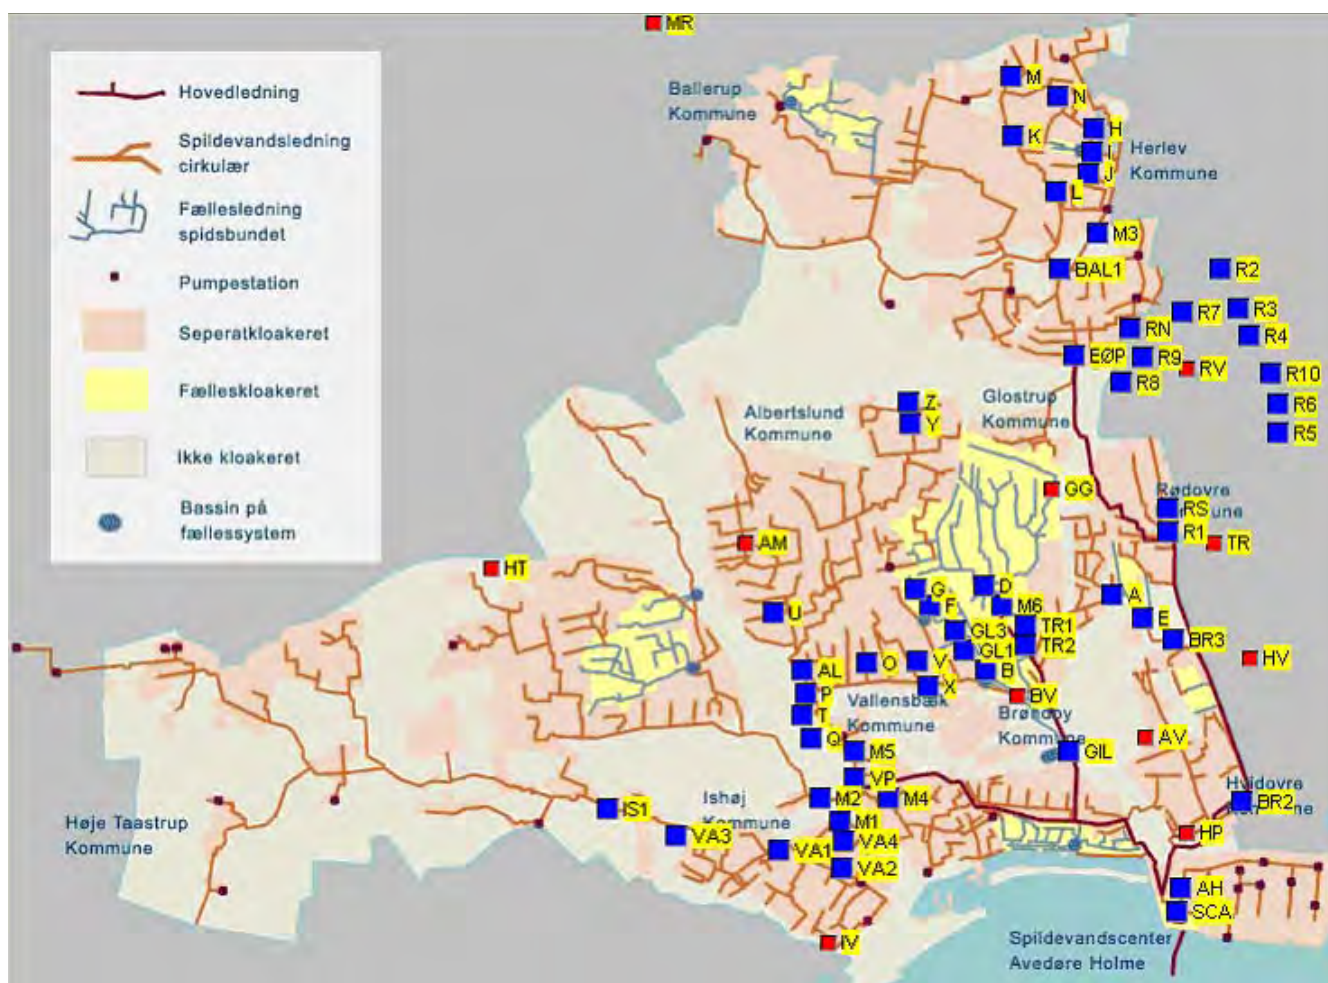 MR
Hovedledning
Spildevandsledning
cirkulær
Fællesledning
spidsbundet
Pumpestation
Seperatkloakeret
Fælleskloakeret
Ikke kloakeret
Bassin på
fællessystem
Ballerup
Kommune
M
N
K
H
I
Herlev
J
Kommune
L
M3
BAL1
R2
R3
R7
RN
R4
EØP
R9
RV
R10
R8
R6
R5
Z
Y
Albertslund
Kommune
Glostrup
Kommune
GG
Rødovre
RS
R1
TR
AM
HT
U
G
D
F
M6
A
E
GL3
TR1
TR2
BR3
GL1
HV
AL
O
V
B
X
P
BV
T
Vallensbæk
Kommune
Brøndby
Kommune
Q
M5
GIL
AV
VP
M2
M4
Hvidovre
BR2
Ishøj
Kommune
IS1
M1
VA3
VA4
VA1
VA2
HP
Høje Taastrup
Kommune
AH
SCA
IV
Spildevandscenter
Avedøre Holme